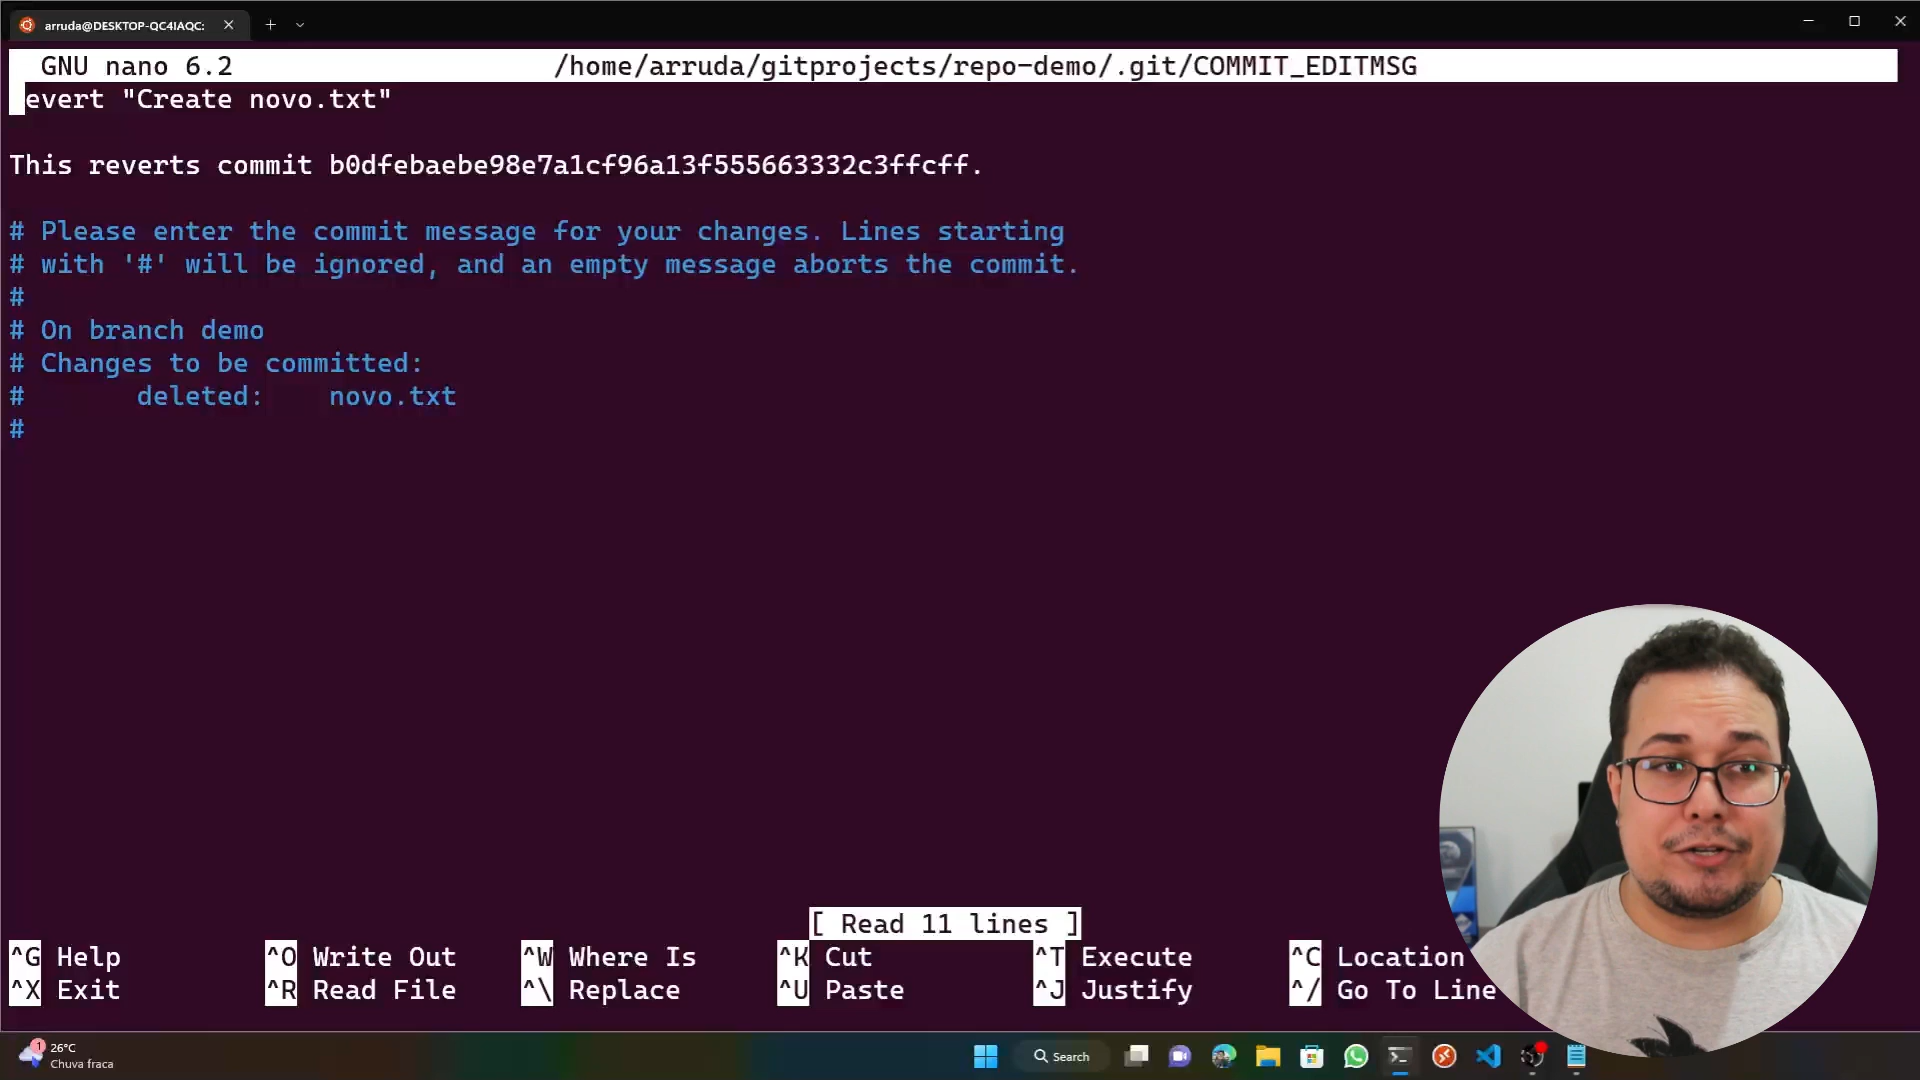 arruda@DESKTOP-QC4IAQC:
GNU nano 6.2 /home/arruda/gitprojects/repo-demo/.git/COMMIT_EDITMSG
evert "Create novo.txt"
This reverts commit b0dfebaebe98e7a1cf96a13f555663332c3ffcff.
# Please enter the commit message for your changes. Lines starting
# with '#' will be ignored, and an empty message aborts the commit.
#
# On branch demo
# Changes to be committed:
# deleted: novo.txt
#
[ Read 11 lines ]
^G Help ^O Write Out ^W Where Is ^K Cut ^T Execute ^C Location
^X Exit ^R Read File ^\ Replace ^U Paste ^J Justify ^/ Go To Line
1
26°C
Chuva fraca
Search